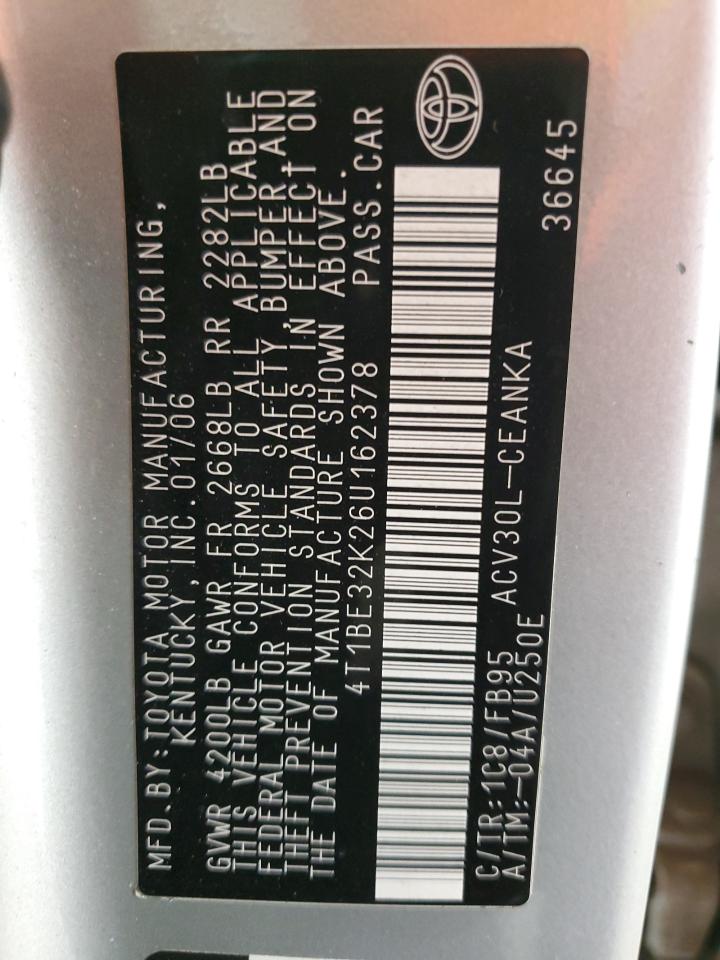 MFD.BY:TOYOTA MOTOR MANUFACTURING,
KENTUCKY,INC.01/06
GVWR 4200LB GAWR FR 2668LB RR 2282LB
THIS VEHICLE CONFORMS TO ALL APPLICABLE
FEDERAL MOTOR VEHICLE SAFETY,BUMPER,AND
THEFT PREVENTION STANDARDS IN EFFECT ON
THE DATE OF MANUFACTURE SHOWN ABOVE.
4T1BE32K26U162378 PASS.CAR
C/TR:1C8/FB95 ACV30L-CEANKA
A/TM:-04A/U250E 36645